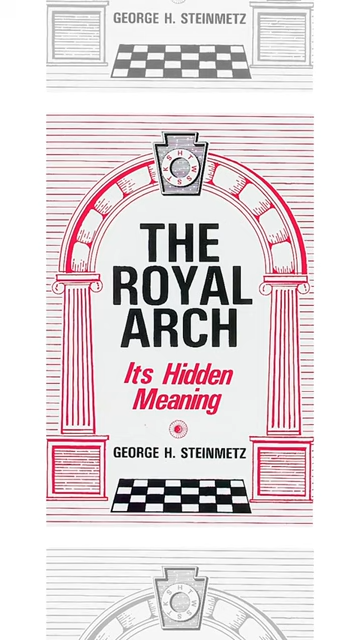 GEORGE H. STEINMETZ
THE
ROYAL
ARCH
Its Hidden
Meaning
GEORGE H. STEINMETZ